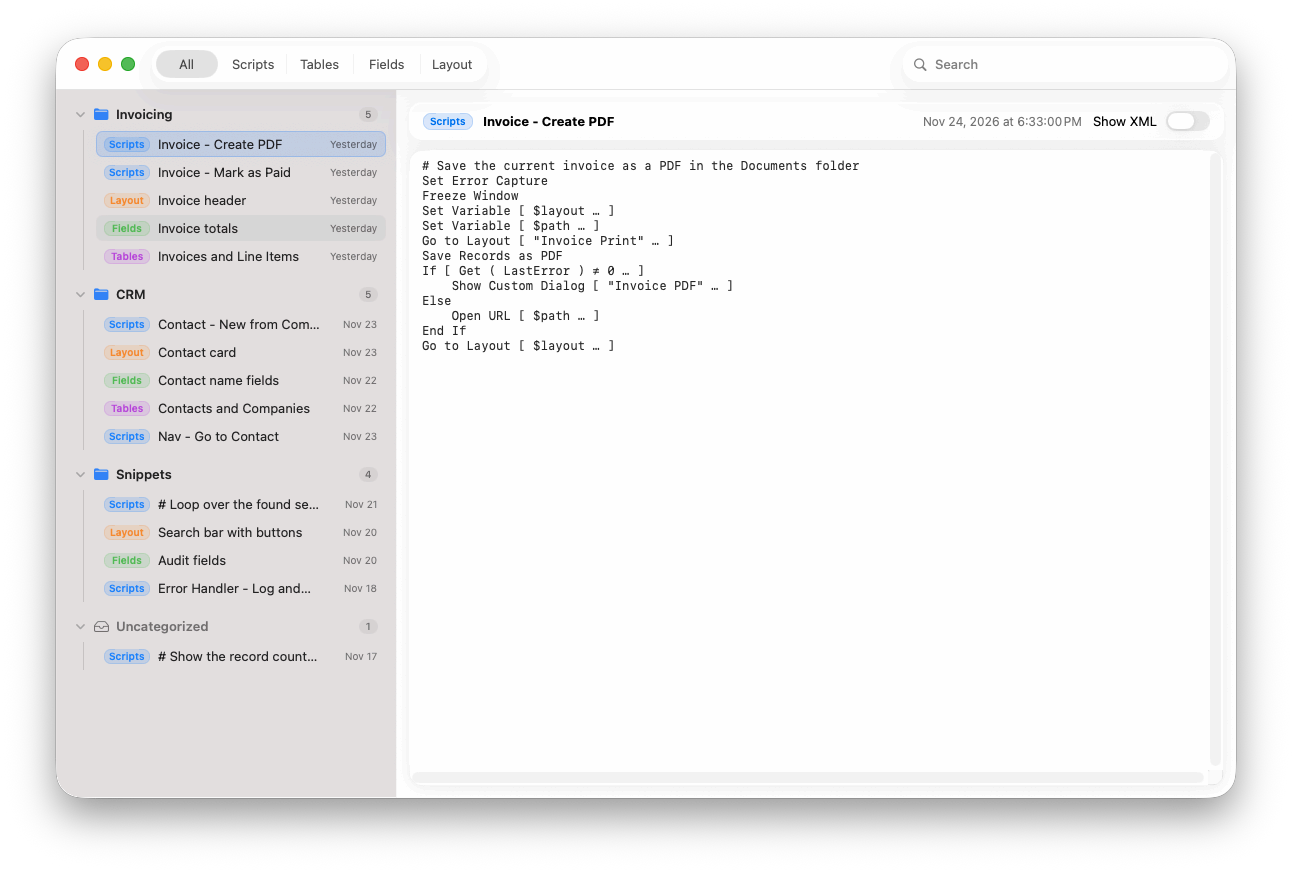 All Scripts Tables Fields Layout Search
Invoicing 5
Scripts Invoice - Create PDF Yesterday
Scripts Invoice - Mark as Paid Yesterday
Layout Invoice header Yesterday
Fields Invoice totals Yesterday
Tables Invoices and Line Items Yesterday
CRM 5
Scripts Contact - New from Com... Nov 23
Layout Contact card Nov 23
Fields Contact name fields Nov 22
Tables Contacts and Companies Nov 22
Scripts Nav - Go to Contact Nov 23
Snippets 4
Scripts # Loop over the found se... Nov 21
Layout Search bar with buttons Nov 20
Fields Audit fields Nov 20
Scripts Error Handler - Log and... Nov 18
Uncategorized 1
Scripts # Show the record count... Nov 17
Scripts Invoice - Create PDF Nov 24, 2026 at 6:33:00 PM Show XML
# Save the current invoice as a PDF in the Documents folder
Set Error Capture
Freeze Window
Set Variable [ $layout … ]
Set Variable [ $path … ]
Go to Layout [ "Invoice Print" … ]
Save Records as PDF
If [ Get ( LastError ) ≠ 0 … ]
    Show Custom Dialog [ "Invoice PDF" … ]
Else
    Open URL [ $path … ]
End If
Go to Layout [ $layout … ]